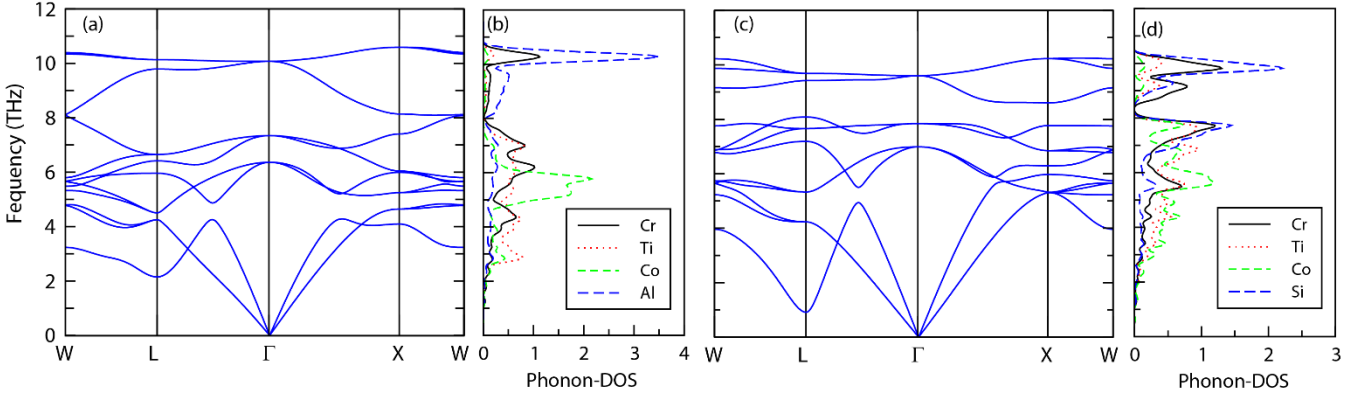 (a)
(b)
(c)
(d)
Fequency (THz)
12
10
8
6
4
2
0
W L Γ X W
0 1 2 3 4
Phonon-DOS
Cr
Ti
Co
Al
W L Γ X W
0 1 2 3
Phonon-DOS
Cr
Ti
Co
Si